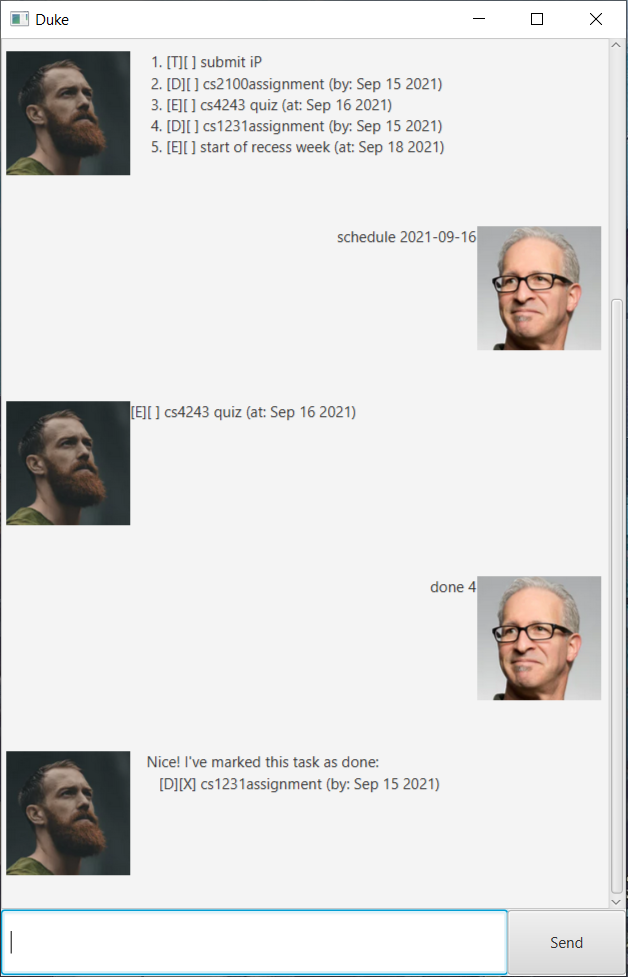 Duke
1. [T][ ] submit iP
2. [D][ ] cs2100assignment (by: Sep 15 2021)
3. [E][ ] cs4243 quiz (at: Sep 16 2021)
4. [D][ ] cs1231assignment (by: Sep 15 2021)
5. [E][ ] start of recess week (at: Sep 18 2021)
schedule 2021-09-16
[E][ ] cs4243 quiz (at: Sep 16 2021)
done 4
Nice! I've marked this task as done:
[D][X] cs1231assignment (by: Sep 15 2021)
Send